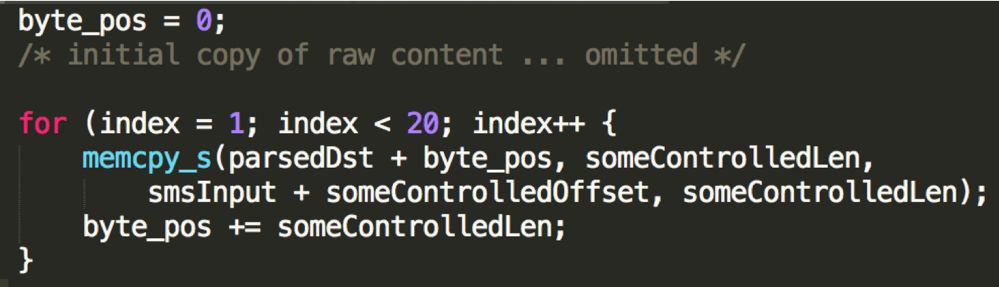 byte_pos = 0;
/* initial copy of raw content ... omitted */
for (index = 1; index < 20; index++ {
memcpy_s(parsedDst + byte_pos, someControlledLen,
smsInput + someControlledOffset, someControlledLen);
byte_pos += someControlledLen;
}